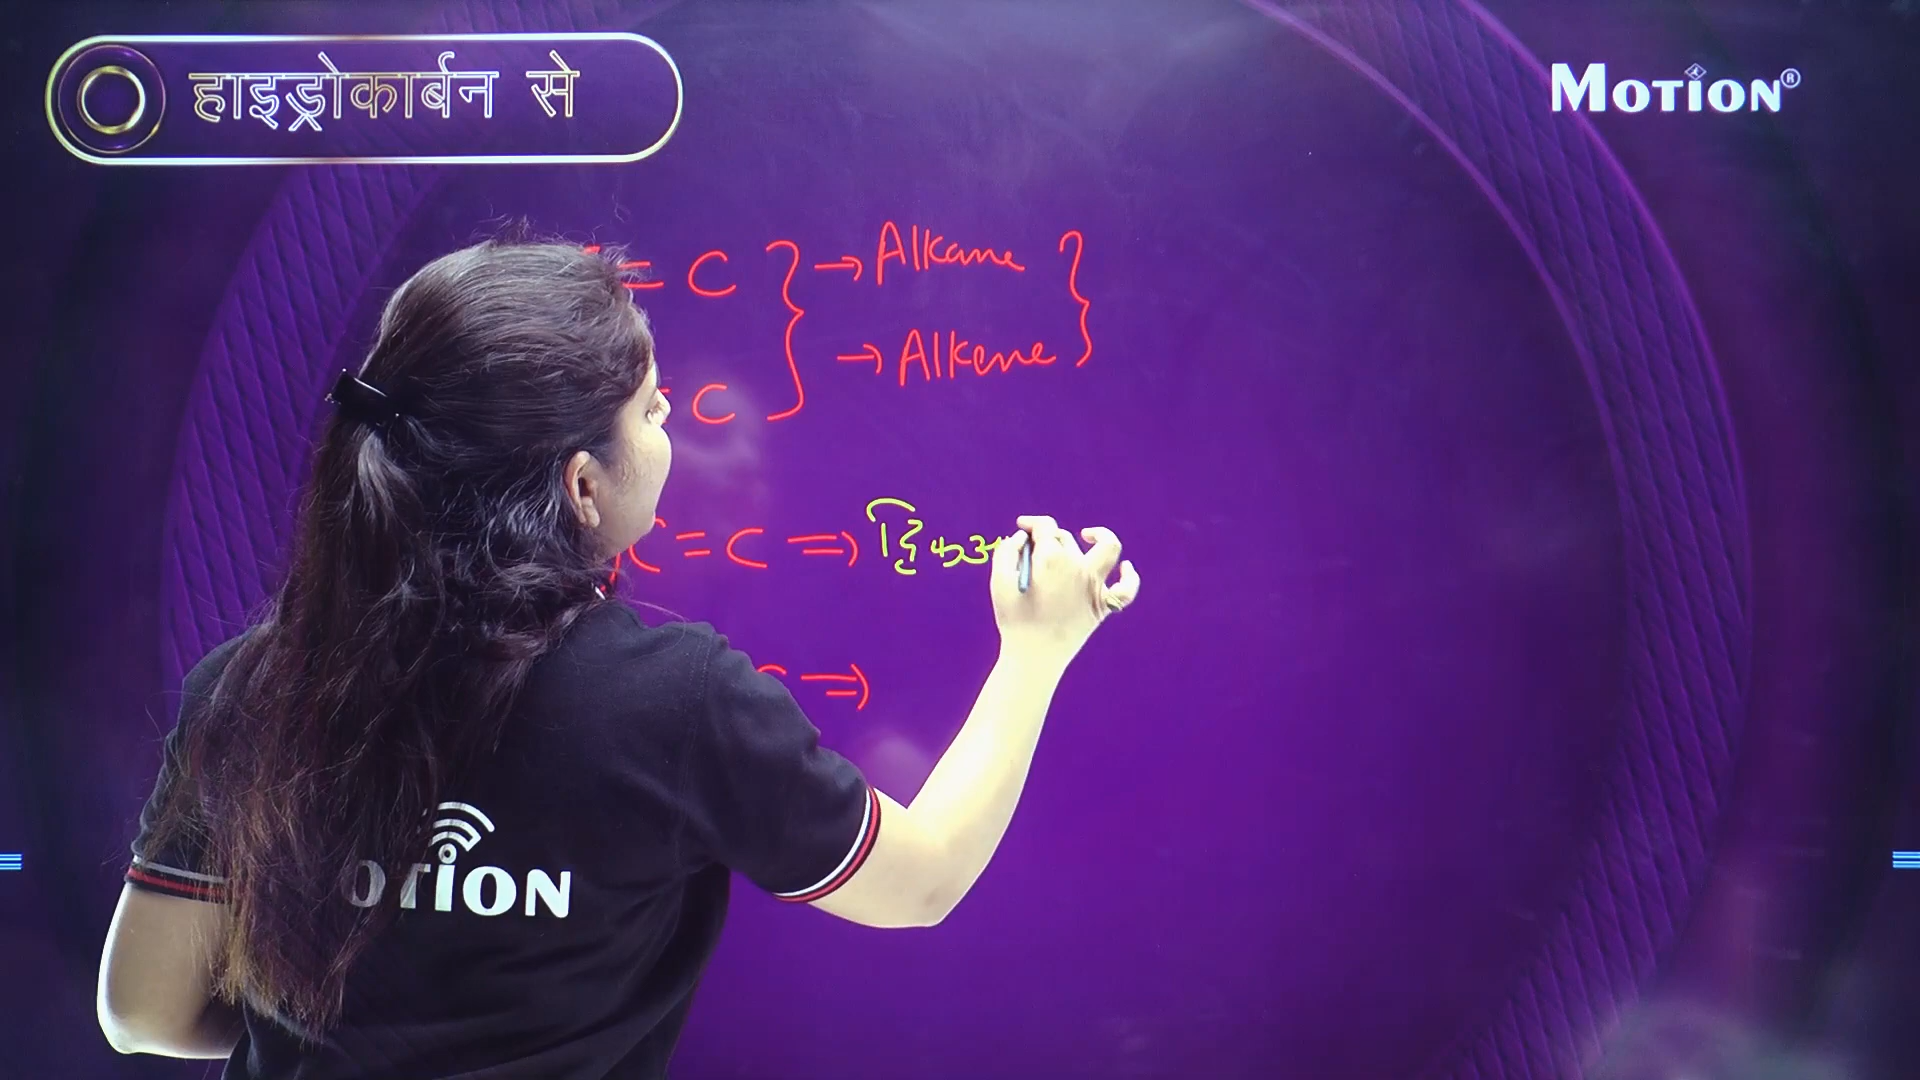 हाइड्रोकार्बन से
MOTION®
= C } → Alkane }
→ Alkene
C
C = C ⇒
⇒
OTION